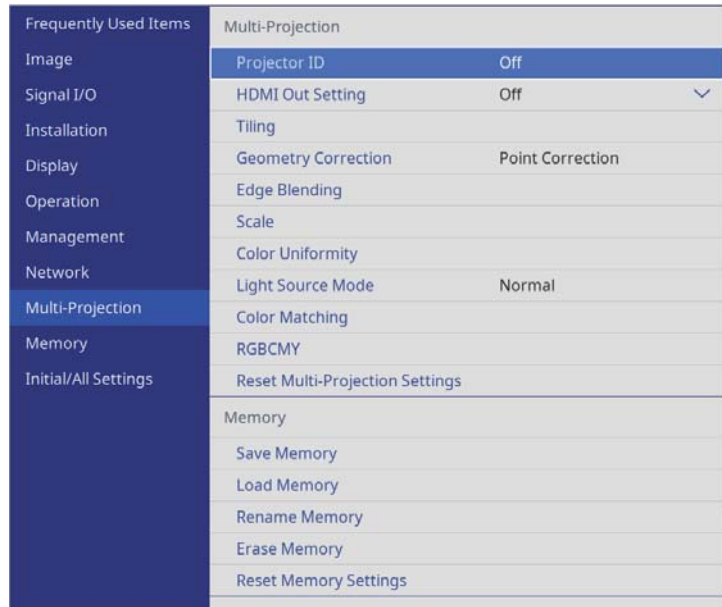 Frequently Used Items
Image
Signal I/O
Installation
Display
Operation
Management
Network
Multi-Projection
Memory
Initial/All Settings
Multi-Projection
Projector ID Off
HDMI Out Setting Off
Tiling
Geometry Correction Point Correction
Edge Blending
Scale
Color Uniformity
Light Source Mode Normal
Color Matching
RGBCMY
Reset Multi-Projection Settings
Memory
Save Memory
Load Memory
Rename Memory
Erase Memory
Reset Memory Settings